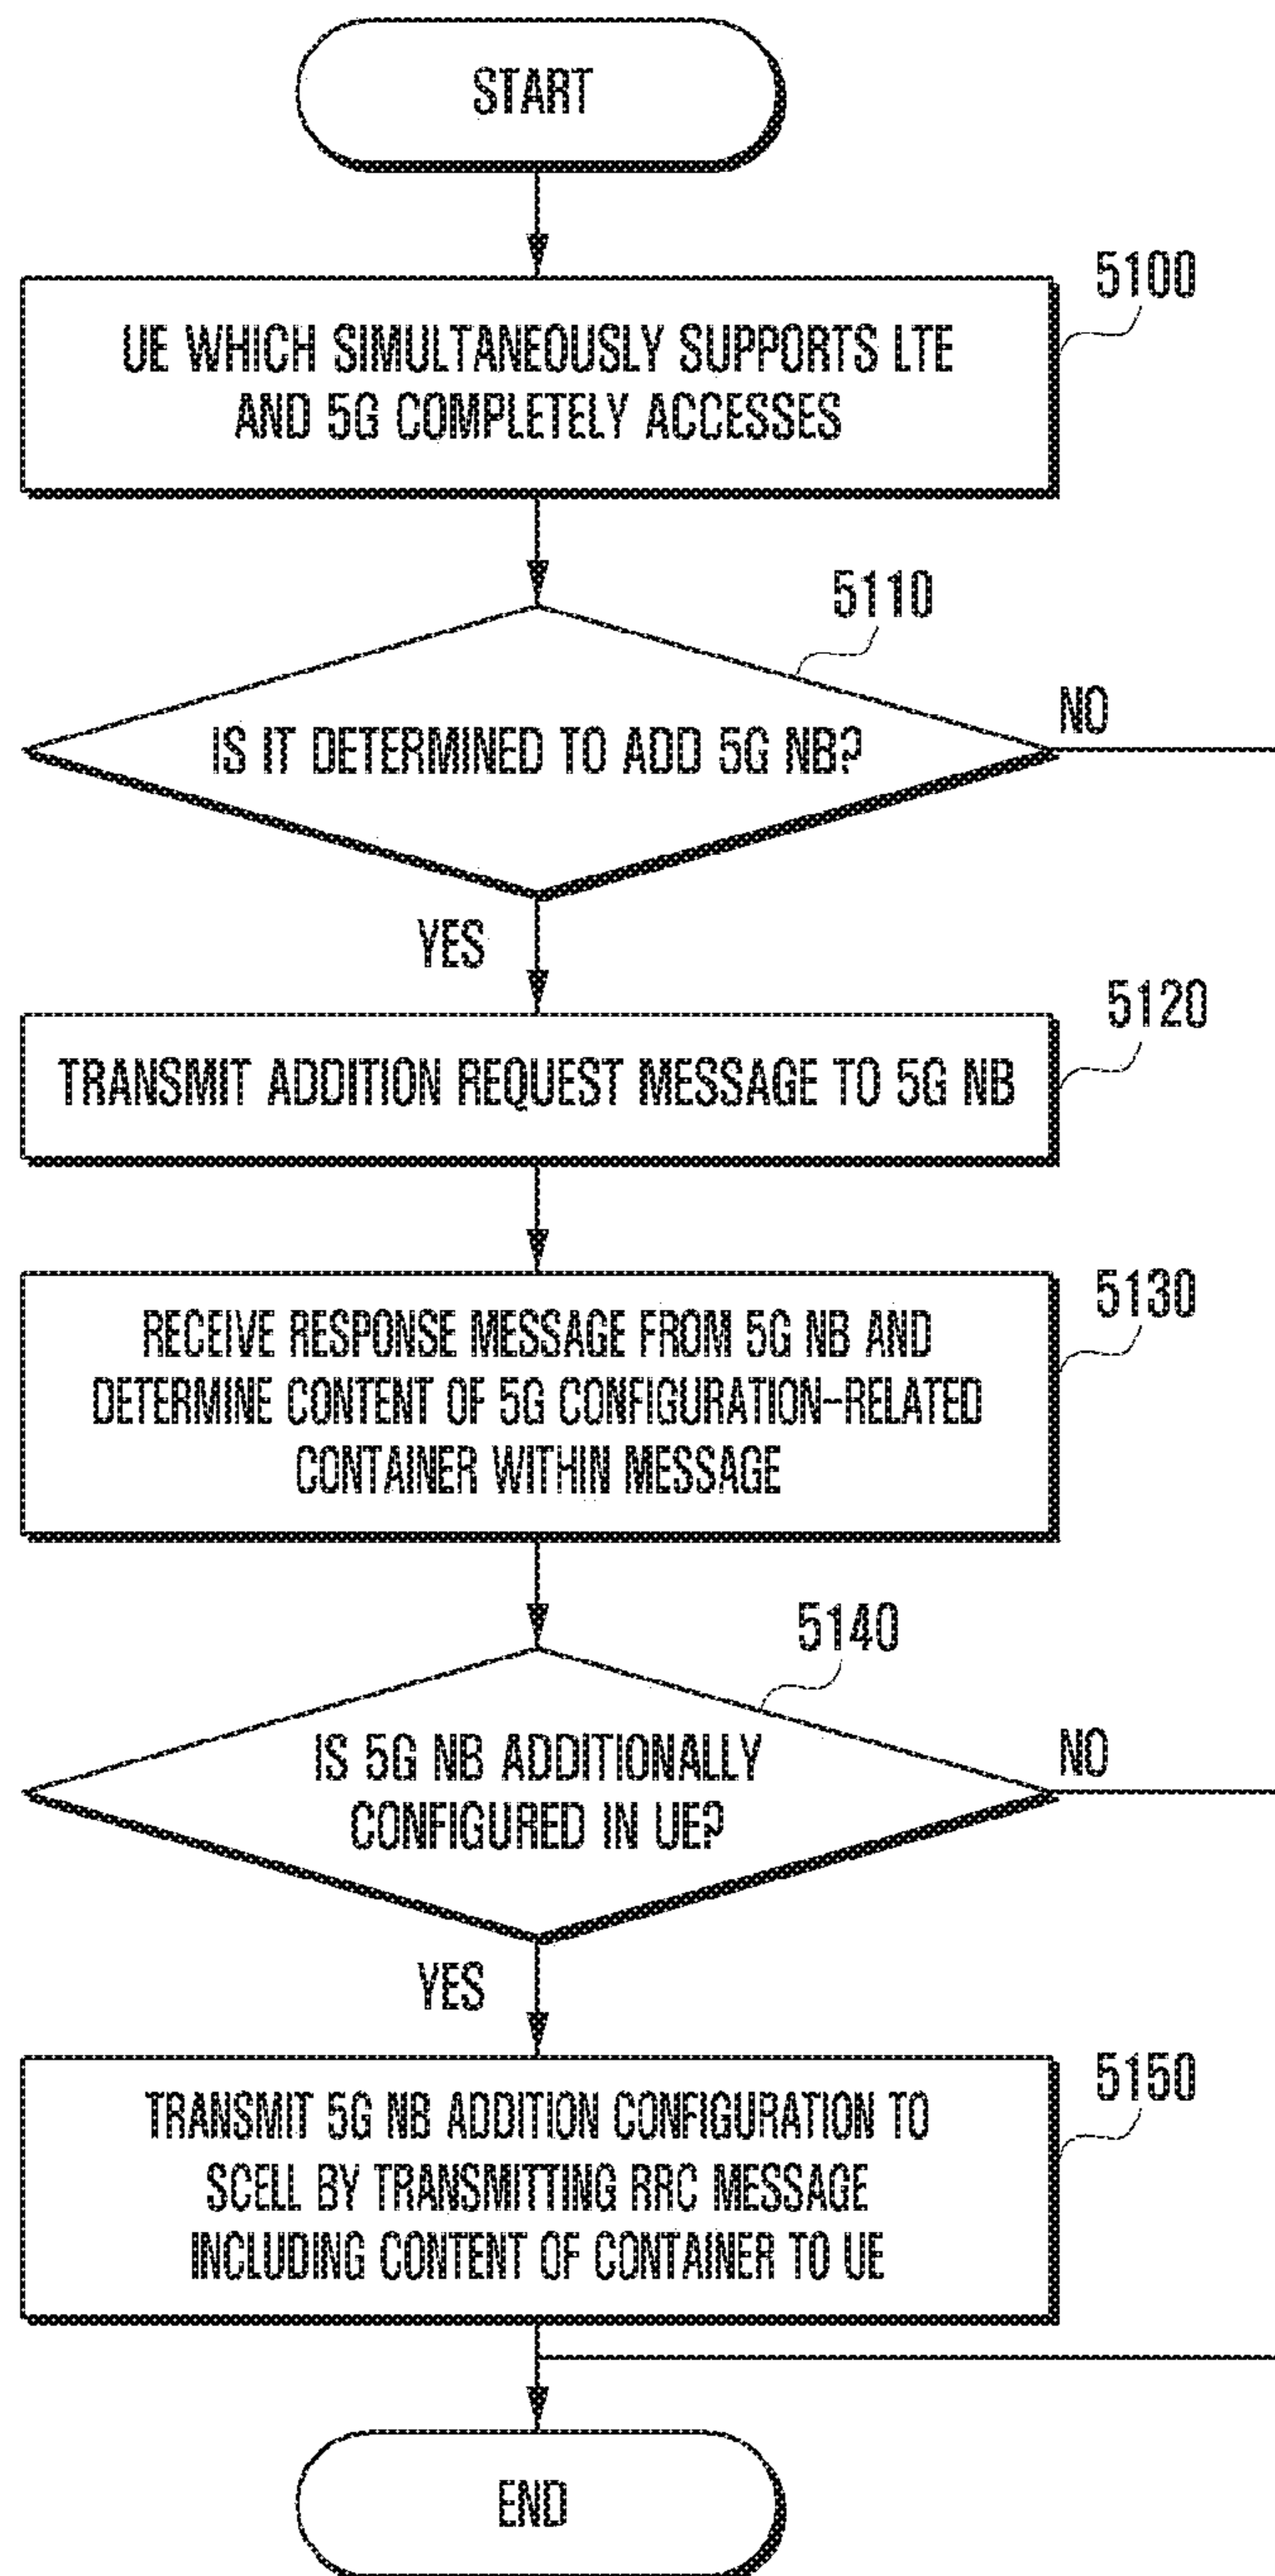 START
5100
UE WHICH SIMULTANEOUSLY SUPPORTS LTE
AND 5G COMPLETELY ACCESSES
5110
IS IT DETERMINED TO ADD 5G NB?
NO
YES
5120
TRANSMIT ADDITION REQUEST MESSAGE TO 5G NB
5130
RECEIVE RESPONSE MESSAGE FROM 5G NB AND
DETERMINE CONTENT OF 5G CONFIGURATION-RELATED
CONTAINER WITHIN MESSAGE
5140
IS 5G NB ADDITIONALLY
CONFIGURED IN UE?
NO
YES
5150
TRANSMIT 5G NB ADDITION CONFIGURATION TO
SCELL BY TRANSMITTING RRC MESSAGE
INCLUDING CONTENT OF CONTAINER TO UE
END